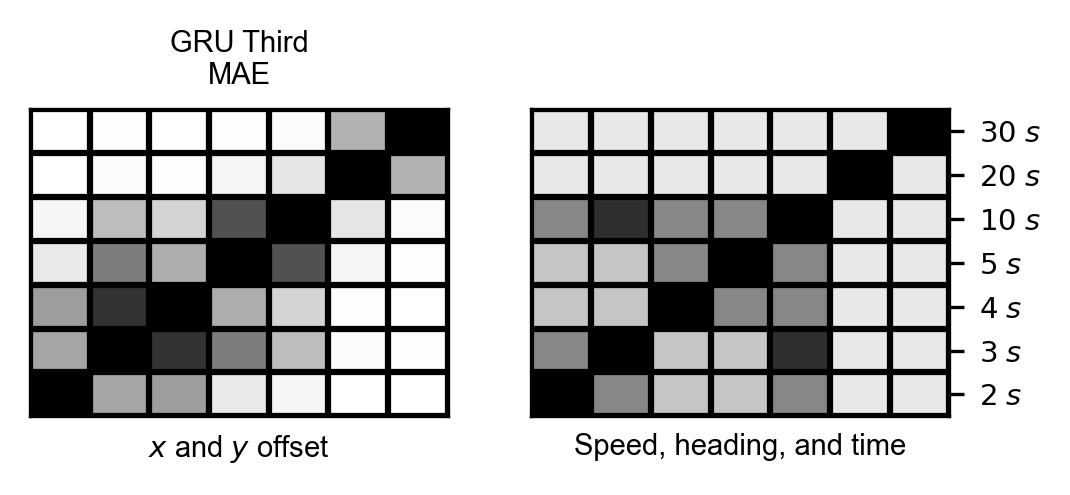 GRU Third
MAE
30 s
20 s
10 s
5 s
4 s
3 s
2 s
x and y offset
Speed, heading, and time